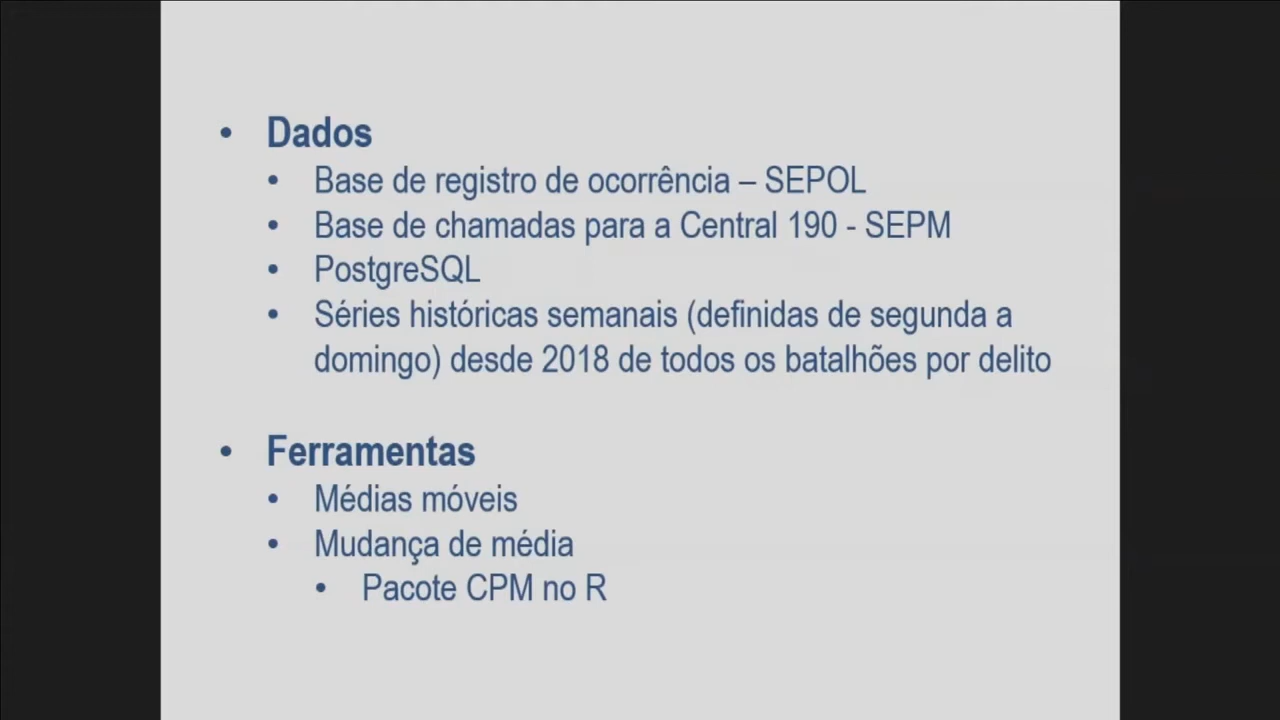 • Dados
• Base de registro de ocorrência – SEPOL
• Base de chamadas para a Central 190 - SEPM
• PostgreSQL
• Séries históricas semanais (definidas de segunda a
domingo) desde 2018 de todos os batalhões por delito
• Ferramentas
• Médias móveis
• Mudança de média
• Pacote CPM no R